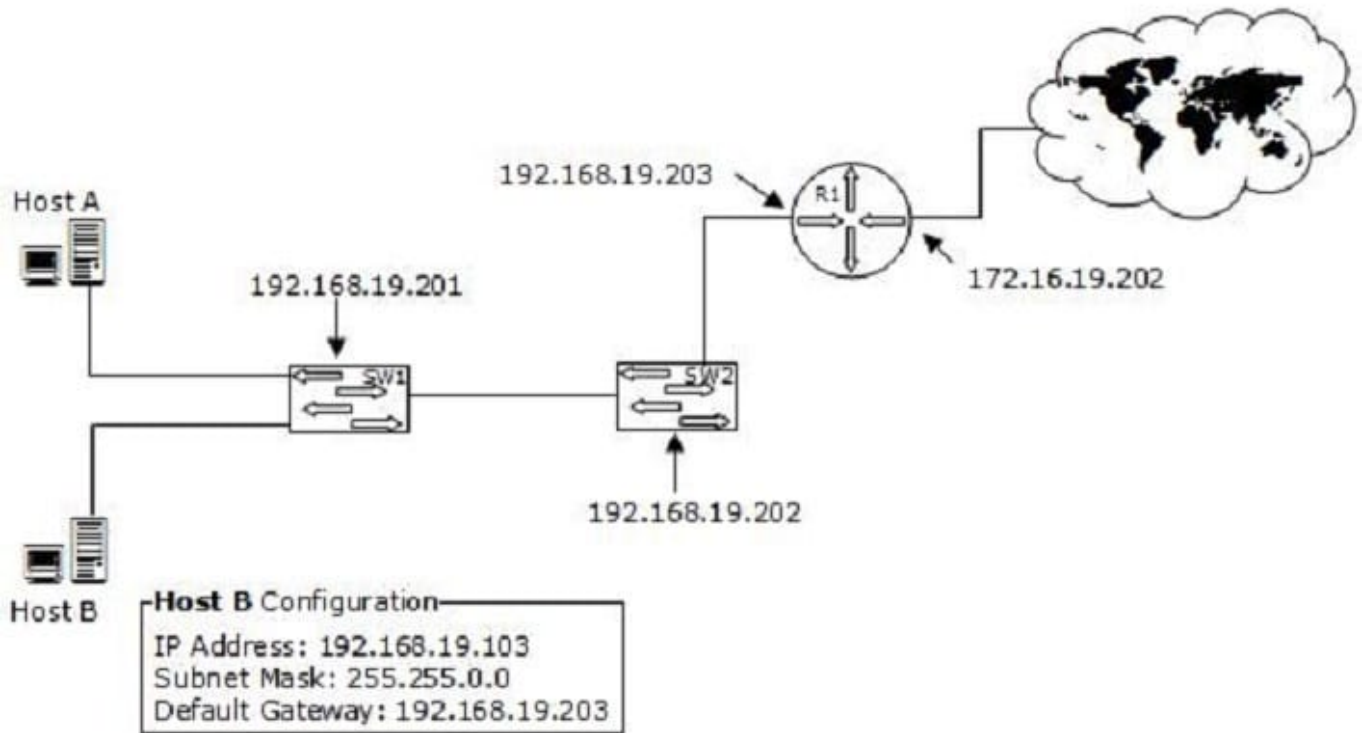 192.168.19.203
R1
Host A
192.168.19.201
172.16.19.202
SW1
SW2
192.168.19.202
Host B
Host B Configuration
IP Address: 192.168.19.103
Subnet Mask: 255.255.0.0
Default Gateway: 192.168.19.203